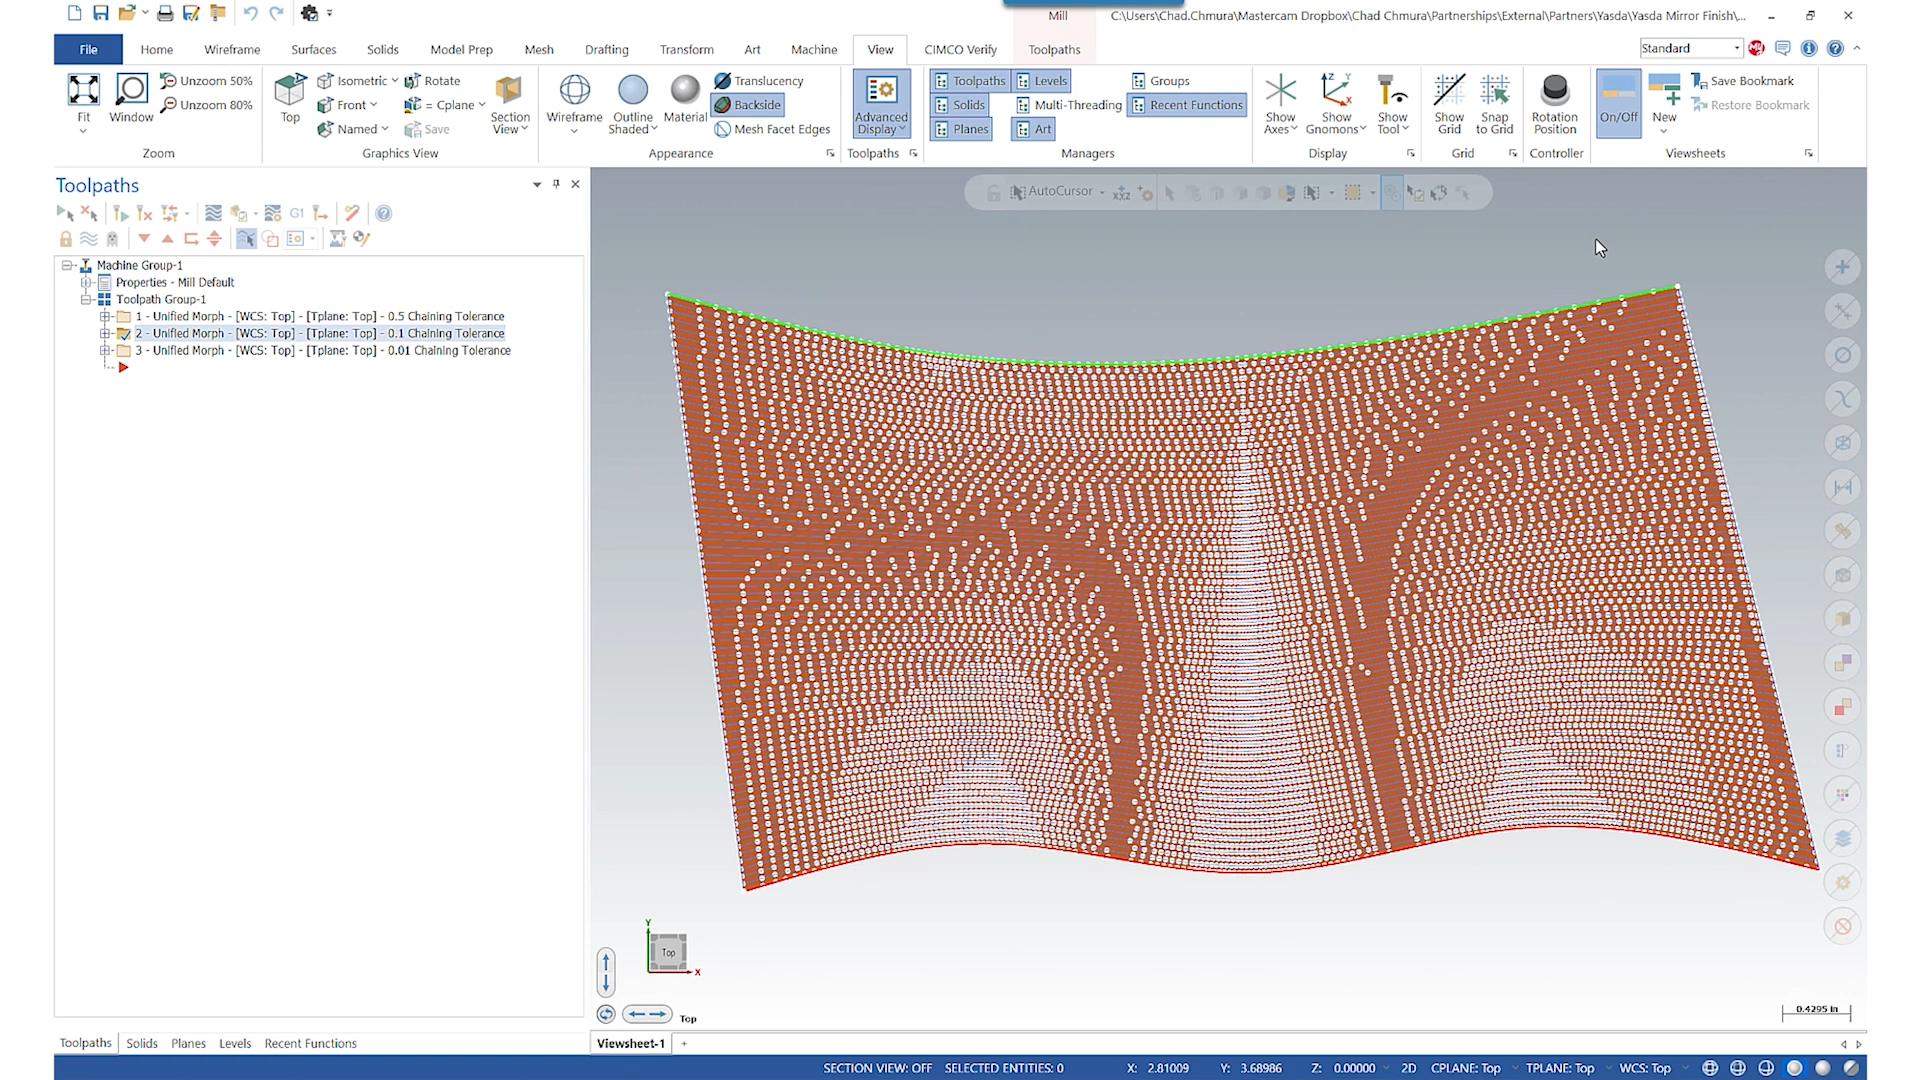 Mill
C:\Users\Chad.Chmura\Mastercam Dropbox\Chad Chmura\Partnerships\External\Partners\Yasda\Yasda Mirror Finish\...
File Home Wireframe Surfaces Solids Model Prep Mesh Drafting Transform Art Machine View CIMCO Verify Toolpaths
Standard
Fit
Window
Unzoom 50%
Unzoom 80%
Zoom
Top
Isometric
Front
Named
Rotate
= Cplane
Save
Section View
Graphics View
Wireframe
Outline Shaded
Material
Translucency
Backside
Mesh Facet Edges
Appearance
Advanced Display
Toolpaths
Toolpaths
Levels
Groups
Solids
Multi-Threading
Recent Functions
Planes
Art
Managers
Show Axes
Show Gnomons
Show Tool
Display
Show Grid
Snap to Grid
Grid
Rotation Position
Controller
On/Off
New
Save Bookmark
Restore Bookmark
Viewsheets
Toolpaths
AutoCursor
G1
Machine Group-1
Properties - Mill Default
Toolpath Group-1
1 - Unified Morph - [WCS: Top] - [Tplane: Top] - 0.5 Chaining Tolerance
2 - Unified Morph - [WCS: Top] - [Tplane: Top] - 0.1 Chaining Tolerance
3 - Unified Morph - [WCS: Top] - [Tplane: Top] - 0.01 Chaining Tolerance
Y
Top
X
Top
0.4295 in
Toolpaths Solids Planes Levels Recent Functions
Viewsheet-1 +
SECTION VIEW: OFF SELECTED ENTITIES: 0 X: 2.81009 Y: 3.68986 Z: 0.00000 2D CPLANE: Top TPLANE: Top WCS: Top